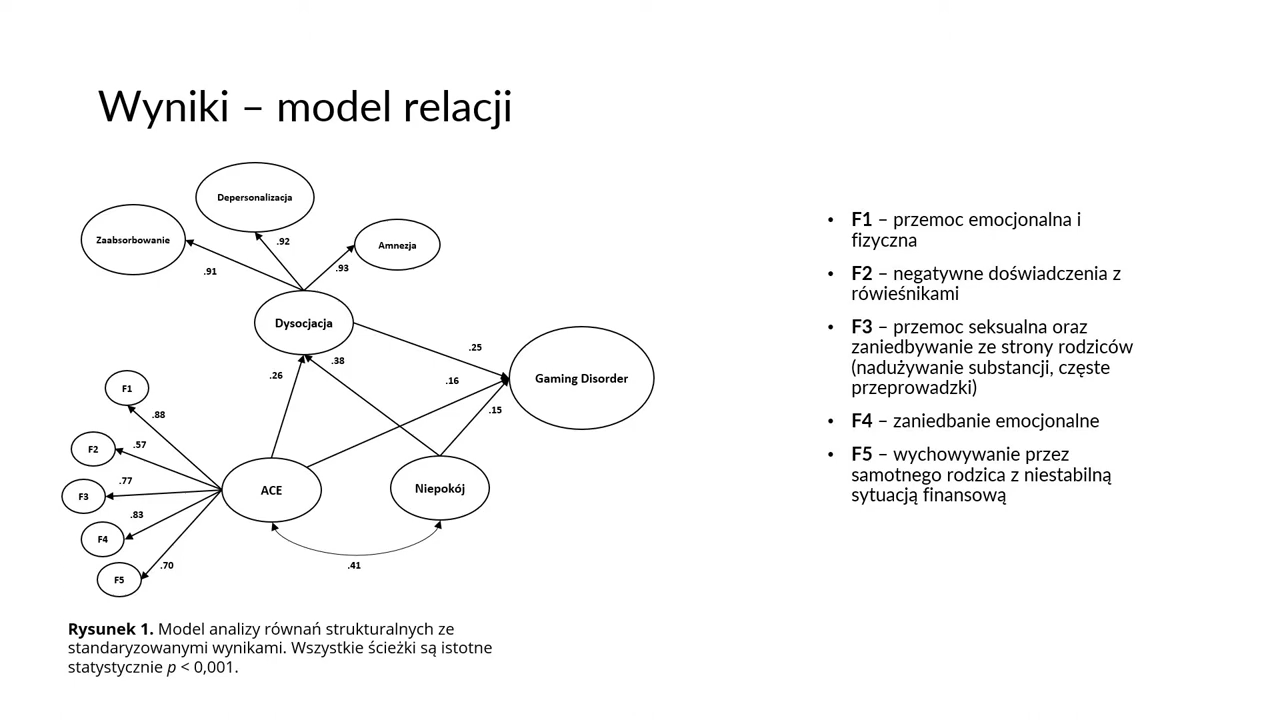 Wyniki – model relacji
Depersonalizacja
Zaabsorbowanie
Amnezja
.92
.91
.93
Dysocjacja
.25
.38
.26
.16
Gaming Disorder
.15
F1
.88
F2
.57
F3
.77
F4
.83
F5
.70
ACE
Niepokój
.41
Rysunek 1. Model analizy równań strukturalnych ze
standaryzowanymi wynikami. Wszystkie ścieżki są istotne
statystycznie p < 0,001.
• F1 – przemoc emocjonalna i
fizyczna
• F2 – negatywne doświadczenia z
rówieśnikami
• F3 – przemoc seksualna oraz
zaniedbywanie ze strony rodziców
(nadużywanie substancji, częste
przeprowadzki)
• F4 – zaniedbanie emocjonalne
• F5 – wychowywanie przez
samotnego rodzica z niestabilną
sytuacją finansową